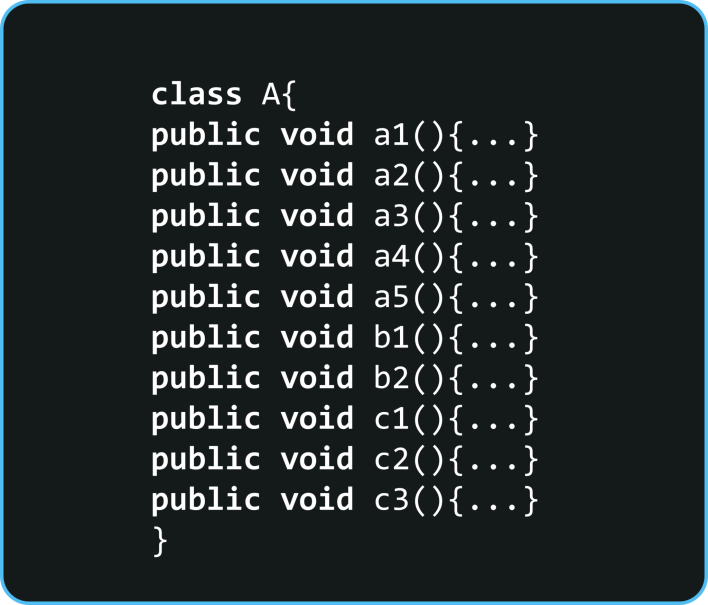 class A{
public void a1(){...}
public void a2(){...}
public void a3(){...}
public void a4(){...}
public void a5(){...}
public void b1(){...}
public void b2(){...}
public void c1(){...}
public void c2(){...}
public void c3(){...}
}